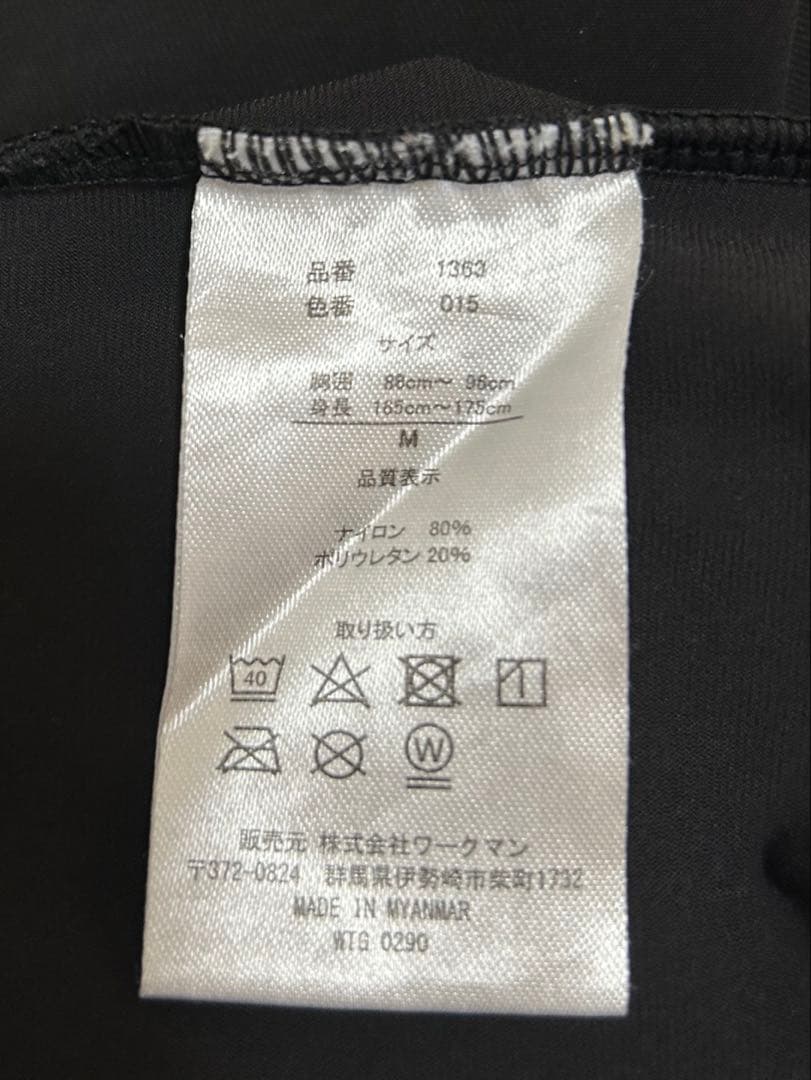 品番 1363
色番 015
サイズ
胸囲 88cm～ 96cm
身長 165cm～175cm
M
品質表示
ナイロン 80%
ポリウレタン 20%
取り扱い方
40
W
販売元 株式会社ワークマン
〒372-0824 群馬県伊勢崎市柴町1732
MADE IN MYANMAR
WTG 0290